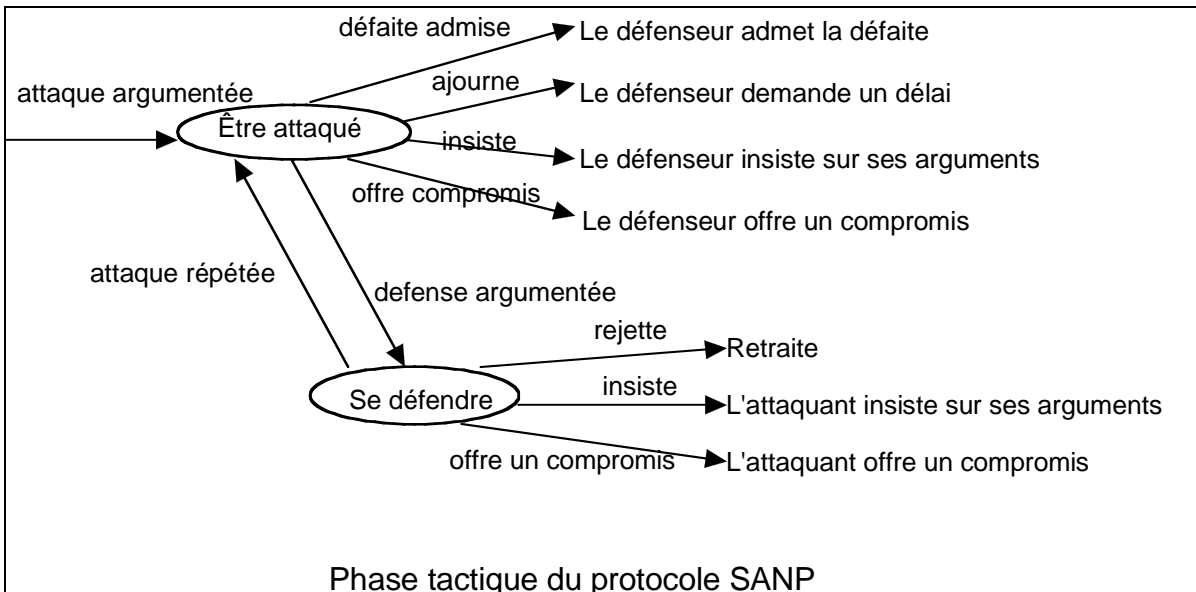 défaite admise
Le défenseur admet la défaite
ajourne
attaque argumentée
Le défenseur demande un délai
Être attaqué
insiste
Le défenseur insiste sur ses arguments
offre compromis
Le défenseur offre un compromis
attaque répétée
defense argumentée
rejette
Retraite
insiste
Se défendre
L'attaquant insiste sur ses arguments
offre un compromis
L'attaquant offre un compromis
Phase tactique du protocole SANP